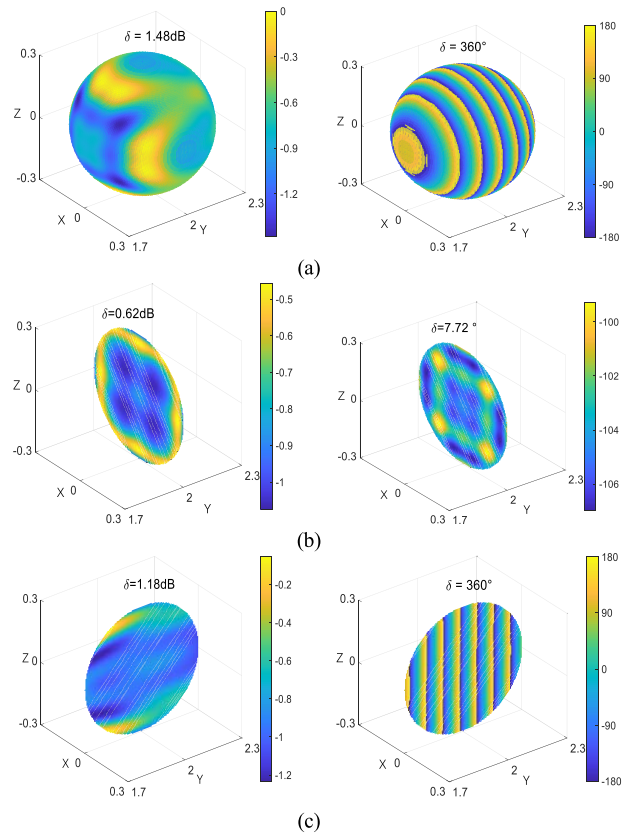 δ = 1.48dB
0.3
Z 0
-0.3
X 0
0.3 1.7
2 Y
2.3
0
-0.3
-0.6
-0.9
-1.2
δ = 360°
0.3
Z 0
-0.3
X 0
0.3 1.7
2 Y
2.3
180
90
0
-90
-180
(a)
δ=0.62dB
0.3
Z 0
-0.3
X 0
0.3 1.7
2 Y
2.3
-0.5
-0.6
-0.7
-0.8
-0.9
-1
δ=7.72 °
0.3
Z 0
-0.3
X 0
0.3 1.7
2 Y
2.3
-100
-102
-104
-106
(b)
δ=1.18dB
0.3
Z 0
-0.3
X 0
0.3 1.7
2 Y
2.3
-0.2
-0.4
-0.6
-0.8
-1
-1.2
δ = 360°
0.3
Z 0
-0.3
X 0
0.3 1.7
2 Y
2.3
180
90
0
-90
-180
(c)